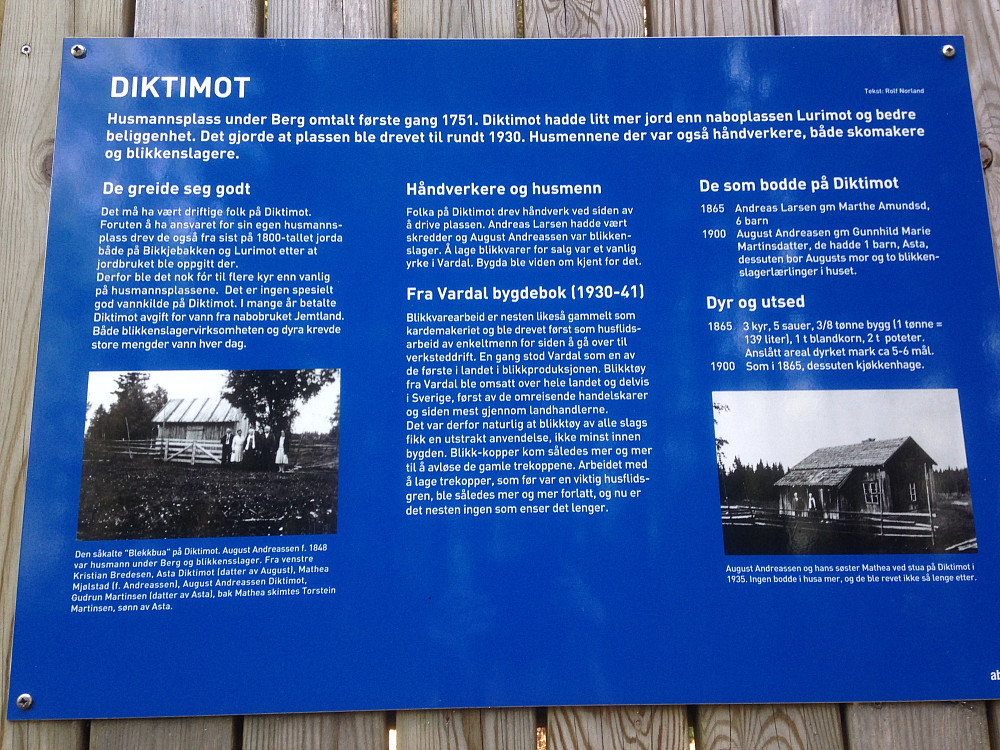 DIKTIMOT
Tekst: Rolf Norland
Husmannsplass under Berg omtalt første gang 1751. Diktimot hadde litt mer jord enn naboplassen Lurimot og bedre
beliggenhet. Det gjorde at plassen ble drevet til rundt 1930. Husmennene der var også håndverkere, både skomakere
og blikkenslagere.
De greide seg godt
Det må ha vært driftige folk på Diktimot.
Foruten å ha ansvaret for sin egen husmanns-
plass drev de også fra sist på 1800-tallet jorda
både på Bikkjebakken og Lurimot etter at
jordbruket ble oppgitt der.
Derfor ble det nok fór til flere kyr enn vanlig
på husmannsplassene. Det er ingen spesielt
god vannkilde på Diktimot. I mange år betalte
Diktimot avgift for vann fra nabobruket Jemtland.
Både blikkenslagervirksomheten og dyra krevde
store mengder vann hver dag.
Den såkalte "Blekkbua" på Diktimot. August Andreassen f. 1848
var husmann under Berg og blikkensslager. Fra venstre
Kristian Bredesen, Asta Diktimot (datter av August), Mathea
Mjølstad (f. Andreassen), August Andreassen Diktimot,
Gudrun Martinsen (datter av Asta), bak Mathea skimtes Torstein
Martinsen, sønn av Asta.
Håndverkere og husmenn
Folka på Diktimot drev håndverk ved siden av
å drive plassen. Andreas Larsen hadde vært
skredder og August Andreassen var blikken-
slager. Å lage blikkvarer for salg var et vanlig
yrke i Vardal. Bygda ble viden om kjent for det.
Fra Vardal bygdebok (1930-41)
Blikkvarearbeid er nesten likeså gammelt som
kardemakeriet og ble drevet først som husflids-
arbeid av enkeltmenn for siden å gå over til
verksteddrift. En gang stod Vardal som en av
de første i landet i blikkproduksjonen. Blikktøy
fra Vardal ble omsatt over hele landet og delvis
i Sverige, først av de omreisende handelskarer
og siden mest gjennom landhandlerne.
Det var derfor naturlig at blikktøy av alle slags
fikk en utstrakt anvendelse, ikke minst innen
bygden. Blikk-kopper kom således mer og mer
til å avløse de gamle trekoppene. Arbeidet med
å lage trekopper, som før var en viktig husflids-
gren, ble således mer og mer forlatt, og nu er
det nesten ingen som enser det lenger.
De som bodde på Diktimot
1865 Andreas Larsen gm Marthe Amundsd,
6 barn
1900 August Andreasen gm Gunnhild Marie
Martinsdatter, de hadde 1 barn, Asta,
dessuten bor Augusts mor og to blikken-
slagerlærlinger i huset.
Dyr og utsed
1865 3 kyr, 5 sauer, 3/8 tønne bygg (1 tønne =
139 liter), 1 t blandkorn, 2 t poteter.
Anslått areal dyrket mark ca 5-6 mål.
1900 Som i 1865, dessuten kjøkkenhage.
August Andreassen og hans søster Mathea ved stua på Diktimot i
1935. Ingen bodde i husa mer, og de ble revet ikke så lenge etter.
ab